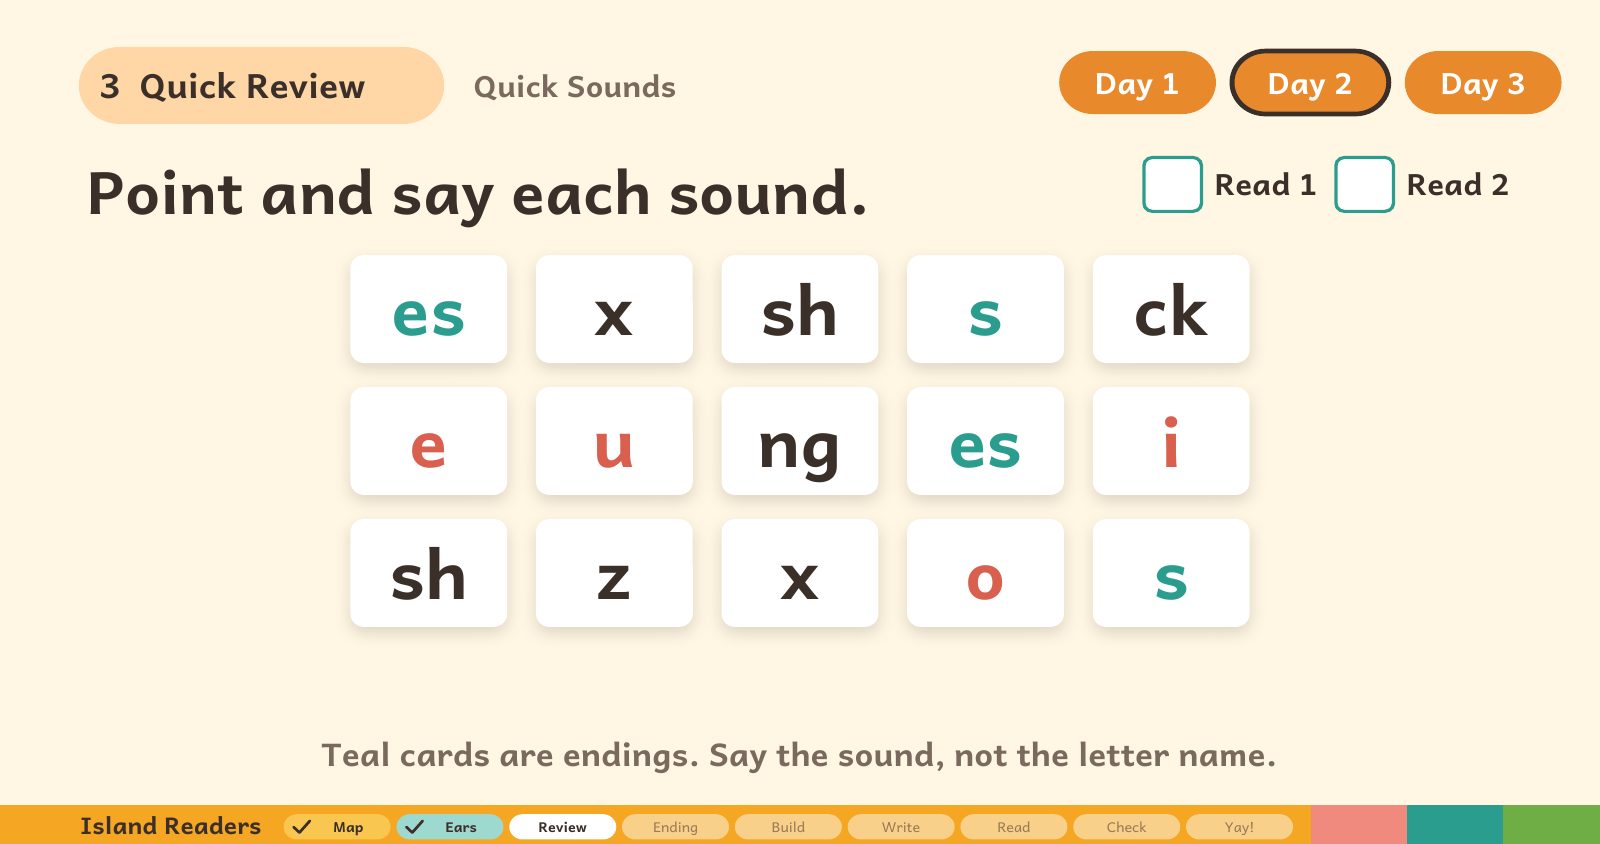 3 Quick Review Quick Sounds Day 1 Day 2 Day 3
Point and say each sound. Read 1 Read 2
es x sh s ck
e u ng es i
sh z x o s
Teal cards are endings. Say the sound, not the letter name.
Island Readers Map Ears Review Ending Build Write Read Check Yay!